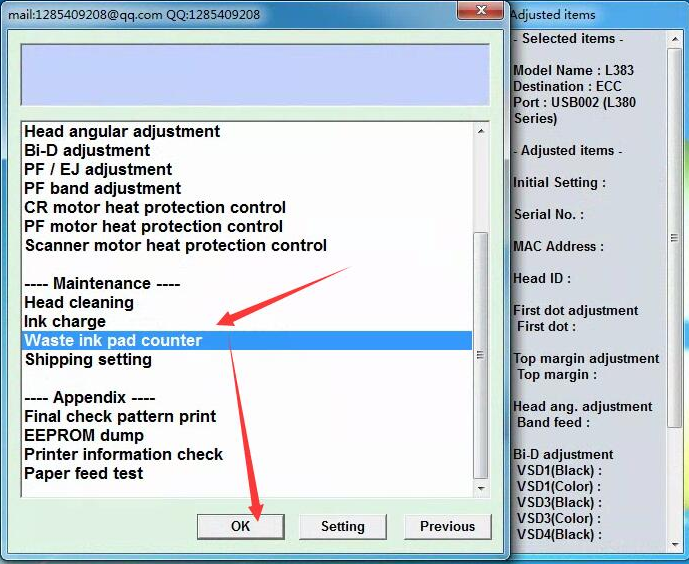 mail:1285409208@qq.com QQ:1285409208
Head angular adjustment
Bi-D adjustment
PF / EJ adjustment
PF band adjustment
CR motor heat protection control
PF motor heat protection control
Scanner motor heat protection control
---- Maintenance ----
Head cleaning
Ink charge
Waste ink pad counter
Shipping setting
---- Appendix ----
Final check pattern print
EEPROM dump
Printer information check
Paper feed test
OK
Setting
Previous
Adjusted items
- Selected items -
Model Name : L383
Destination : ECC
Port : USB002 (L380
Series)
- Adjusted items -
Initial Setting :
Serial No. :
MAC Address :
Head ID :
First dot adjustment
First dot :
Top margin adjustment
Top margin :
Head ang. adjustment
Band feed :
Bi-D adjustment
VSD1(Black) :
VSD1(Color) :
VSD3(Black) :
VSD3(Color) :
VSD4(Black) :